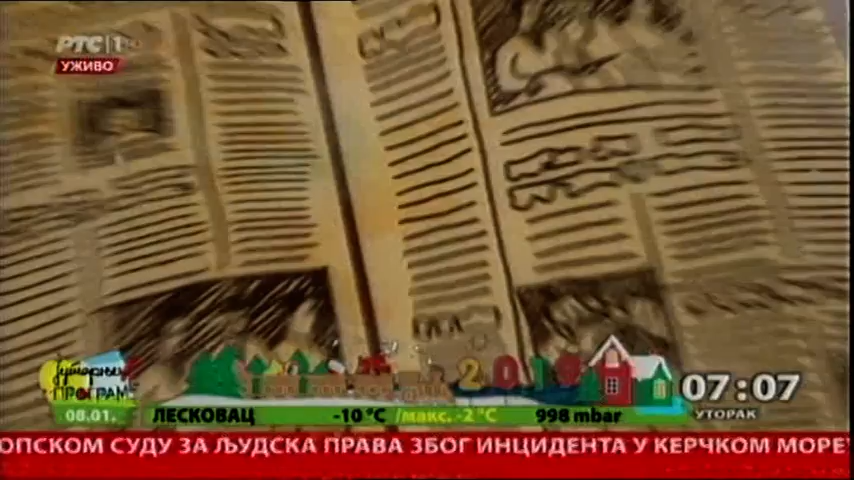 РТС 1
УЖИВО
2019
Јутарњи
ПРОГРАМ
07:07
08.01.
ЛЕСКОВАЦ -10 °C /макс. -2 °C 998 mbar
УТОРАК
ОПСКОМ СУДУ ЗА ЉУДСКА ПРАВА ЗБОГ ИНЦИДЕНТА У КЕРЧКОМ МОРЕ